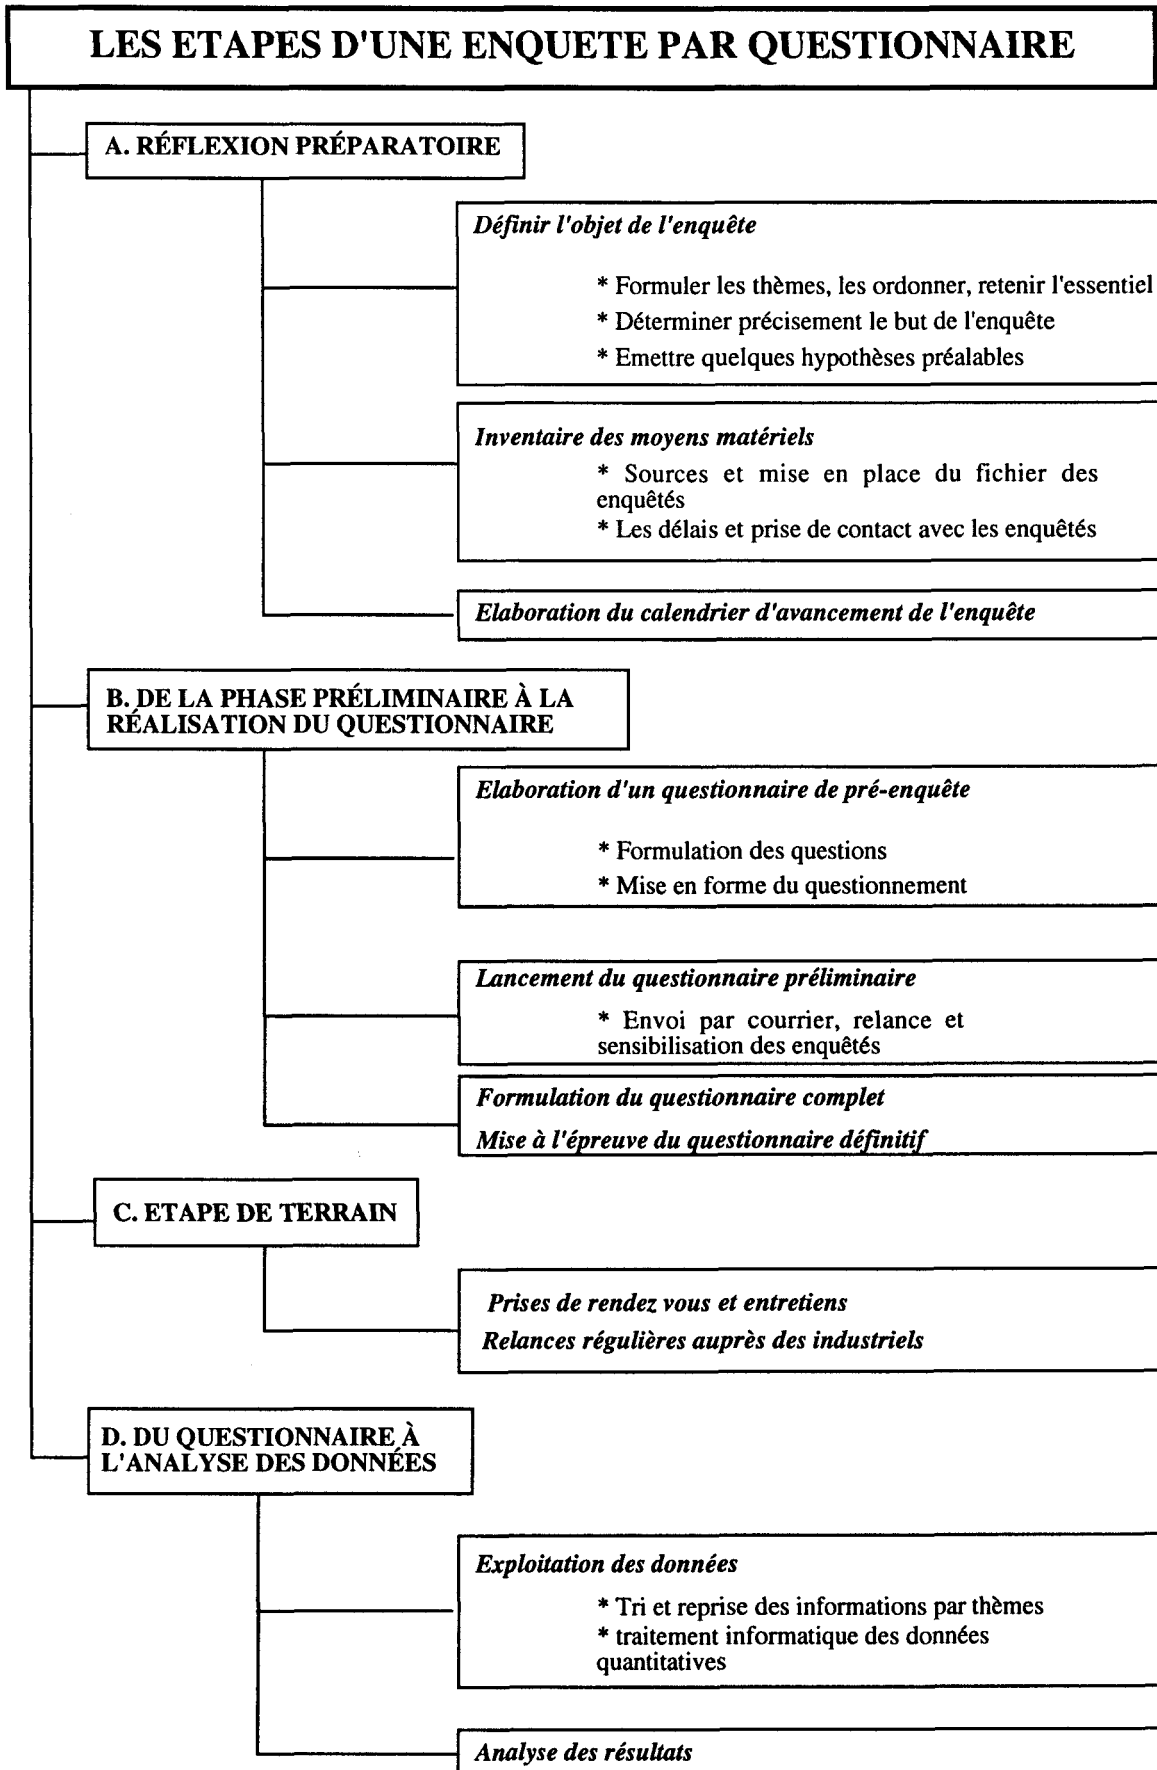 LES ETAPES D'UNE ENQUETE PAR QUESTIONNAIRE
A. RÉFLEXION PRÉPARATOIRE
Définir l'objet de l'enquête
* Formuler les thèmes, les ordonner, retenir l'essentiel
* Déterminer précisement le but de l'enquête
* Emettre quelques hypothèses préalables
Inventaire des moyens matériels
* Sources et mise en place du fichier des
enquêtés
* Les délais et prise de contact avec les enquêtés
Elaboration du calendrier d'avancement de l'enquête
B. DE LA PHASE PRÉLIMINAIRE À LA
RÉALISATION DU QUESTIONNAIRE
Elaboration d'un questionnaire de pré-enquête
* Formulation des questions
* Mise en forme du questionnement
Lancement du questionnaire préliminaire
* Envoi par courrier, relance et
sensibilisation des enquêtés
Formulation du questionnaire complet
Mise à l'épreuve du questionnaire définitif
C. ETAPE DE TERRAIN
Prises de rendez vous et entretiens
Relances régulières auprès des industriels
D. DU QUESTIONNAIRE À
L'ANALYSE DES DONNÉES
Exploitation des données
* Tri et reprise des informations par thèmes
* traitement informatique des données
quantitatives
Analyse des résultats